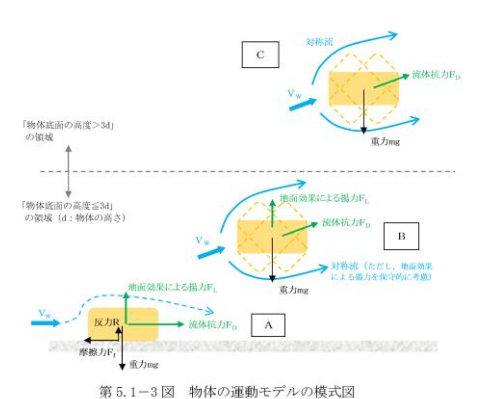 C
対称流
Vw
流体抗力FD
重力mg
「物体底面の高度>3d」
の領域
「物体底面の高度≦3d」
の領域（d：物体の高さ）
地面効果による揚力FL
流体抗力FD
B
Vw
対称流（ただし，地面効果
による揚力を保守的に考慮）
重力mg
地面効果による揚力FL
Vw
反力R
流体抗力FD
A
摩擦力Ff
重力mg
第 5.1－3 図　物体の運動モデルの模式図